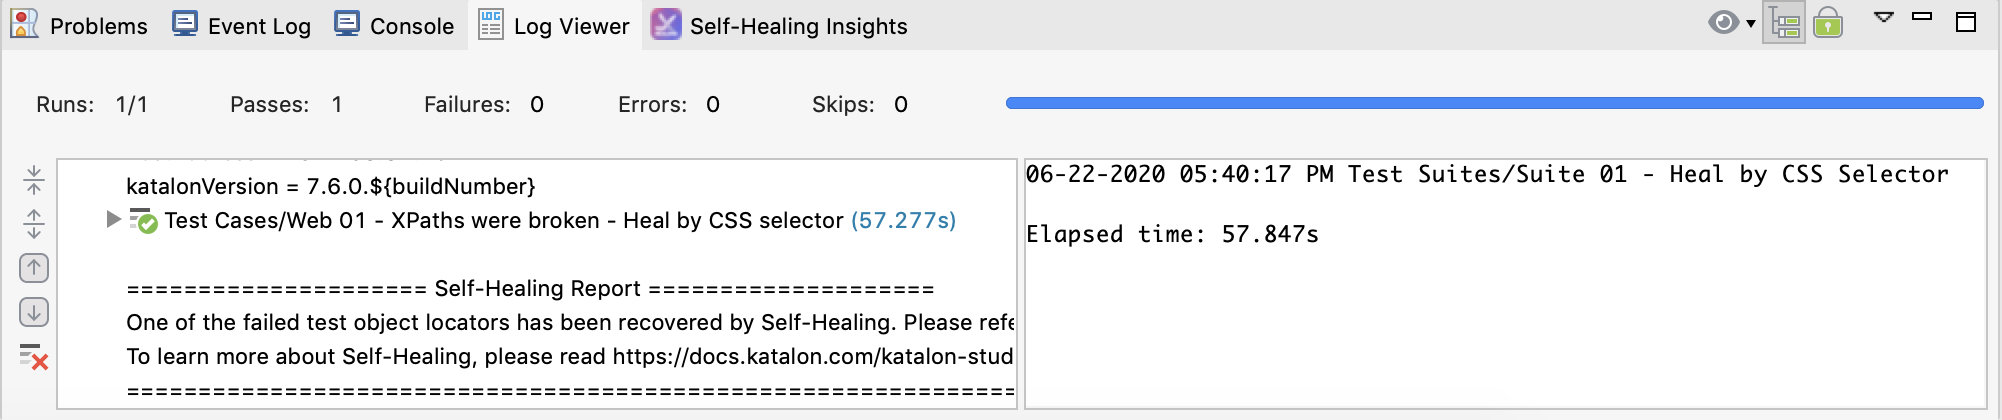 Problems Event Log Console Log Viewer Self-Healing Insights
Runs: 1/1 Passes: 1 Failures: 0 Errors: 0 Skips: 0
katalonVersion = 7.6.0.${buildNumber}
Test Cases/Web 01 - XPaths were broken - Heal by CSS selector (57.277s)
===================== Self-Healing Report ====================
One of the failed test object locators has been recovered by Self-Healing. Please refe
To learn more about Self-Healing, please read https://docs.katalon.com/katalon-stud
==============================================================
06-22-2020 05:40:17 PM Test Suites/Suite 01 - Heal by CSS Selector
Elapsed time: 57.847s